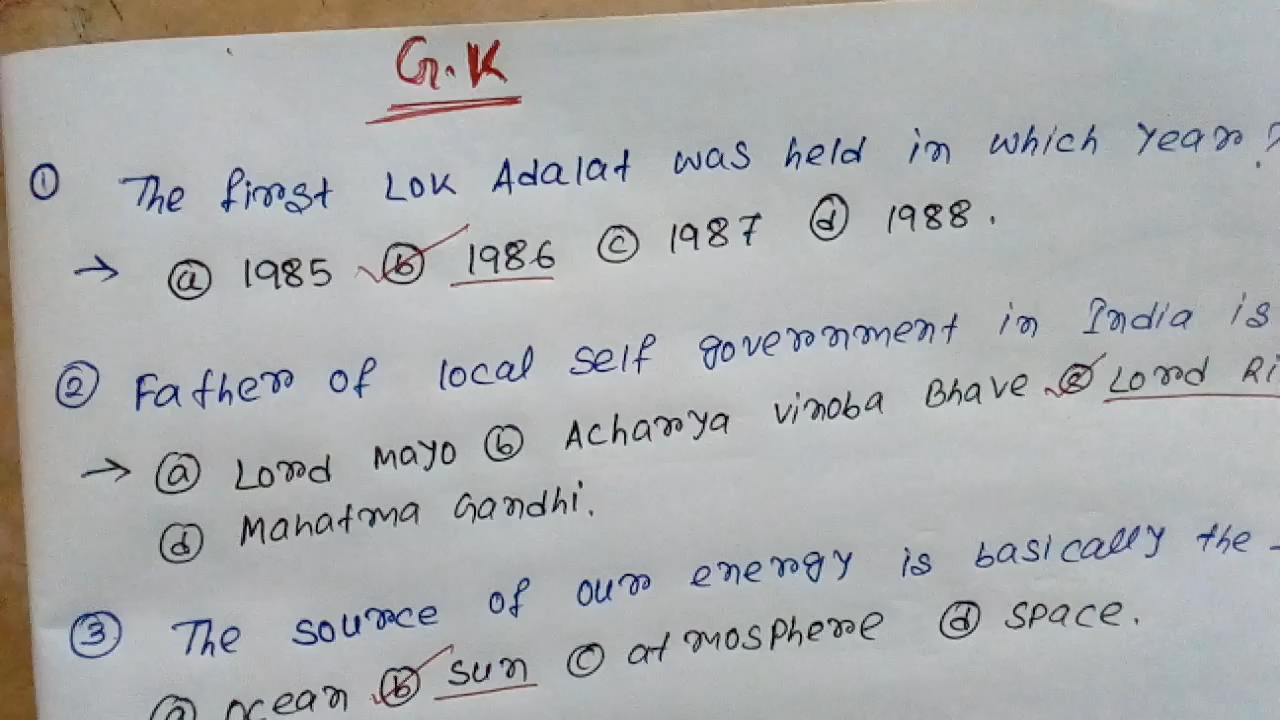 G.K
① The first Lok Adalat was held in which year?
→ ⓐ 1985 ⓑ 1986 ⓒ 1987 ⓓ 1988.
② Father of local self government in India is
→ ⓐ Lord mayo ⓑ Acharya vinoba Bhave ⓒ Lord Ri
ⓓ Mahatma Gandhi.
③ The source of our energy is basically the -
ⓐ ocean ⓑ sun ⓒ atmosphere ⓓ space.